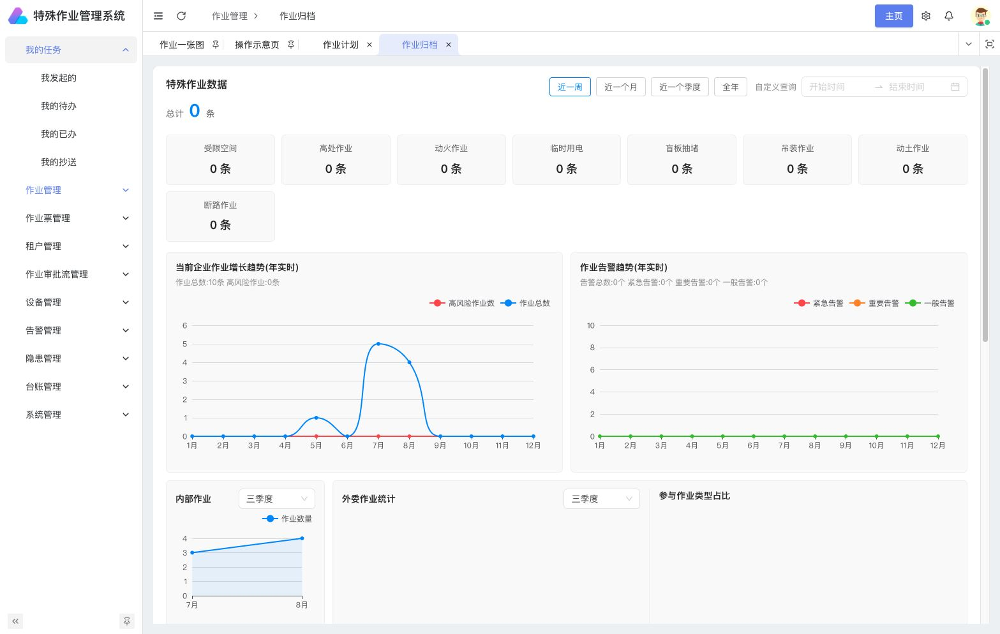 特殊作业管理系统
作业管理
作业归档
主页
作业一张图
操作示意页
作业计划
作业归档
我的任务
我发起的
我的待办
我的已办
我的抄送
作业管理
作业票管理
租户管理
作业审批流管理
设备管理
告警管理
隐患管理
台账管理
系统管理
特殊作业数据
近一周
近一个月
近一个季度
全年
自定义查询
开始时间
结束时间
总计 0 条
受限空间
0 条
高处作业
0 条
动火作业
0 条
临时用电
0 条
盲板抽堵
0 条
吊装作业
0 条
动土作业
0 条
断路作业
0 条
当前企业作业增长趋势(年实时)
作业总数:10条 高风险作业:0条
高风险作业数 作业总数
6
5
4
3
2
1
0
1月 2月 3月 4月 5月 6月 7月 8月 9月 10月 11月 12月
作业告警趋势(年实时)
告警总数:0个 紧急告警:0个 重要告警:0个 一般告警:0个
紧急告警 重要告警 一般告警
10
8
6
4
2
0
1月 2月 3月 4月 5月 6月 7月 8月 9月 10月 11月 12月
内部作业
三季度
作业数量
4
3
2
1
0
7月 8月
外委作业统计
三季度
参与作业类型占比